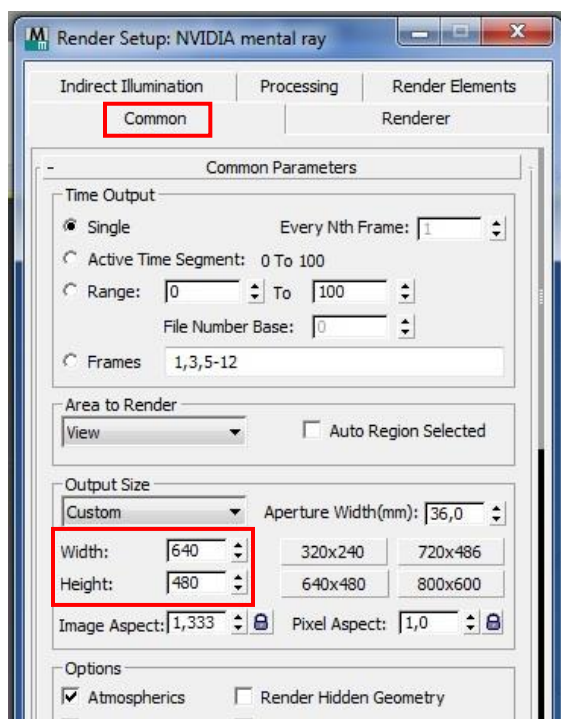 Render Setup: NVIDIA mental ray
Indirect Illumination Processing Render Elements
Common Renderer
- Common Parameters
Time Output
Single Every Nth Frame: 1
Active Time Segment: 0 To 100
Range: 0 To 100
File Number Base: 0
Frames 1,3,5-12
Area to Render
View Auto Region Selected
Output Size
Custom Aperture Width(mm): 36,0
Width: 640 320x240 720x486
Height: 480 640x480 800x600
Image Aspect: 1,333 Pixel Aspect: 1,0
Options
Atmospherics Render Hidden Geometry